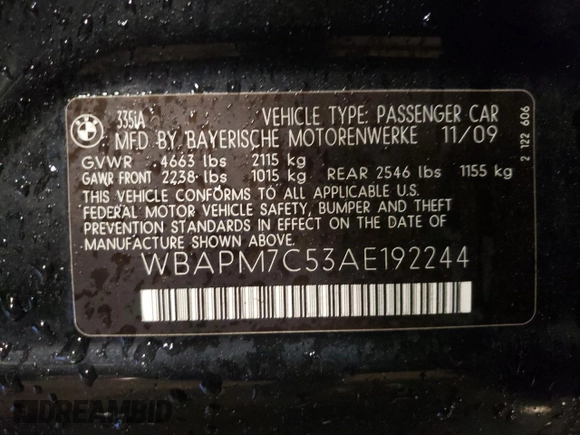 BMW
335iA VEHICLE TYPE: PASSENGER CAR
MFD BY BAYERISCHE MOTORENWERKE 11/09
GVWR 4663 lbs 2115 kg
GAWR FRONT 2238 lbs 1015 kg REAR 2546 lbs 1155 kg
THIS VEHICLE CONFORMS TO ALL APPLICABLE U.S.
FEDERAL MOTOR VEHICLE SAFETY, BUMPER AND THEFT
PREVENTION STANDARDS IN EFFECT ON THE DATE OF
MANUFACTURE SHOWN ABOVE.
WBAPM7C53AE192244
2 122 606
DREAMBID